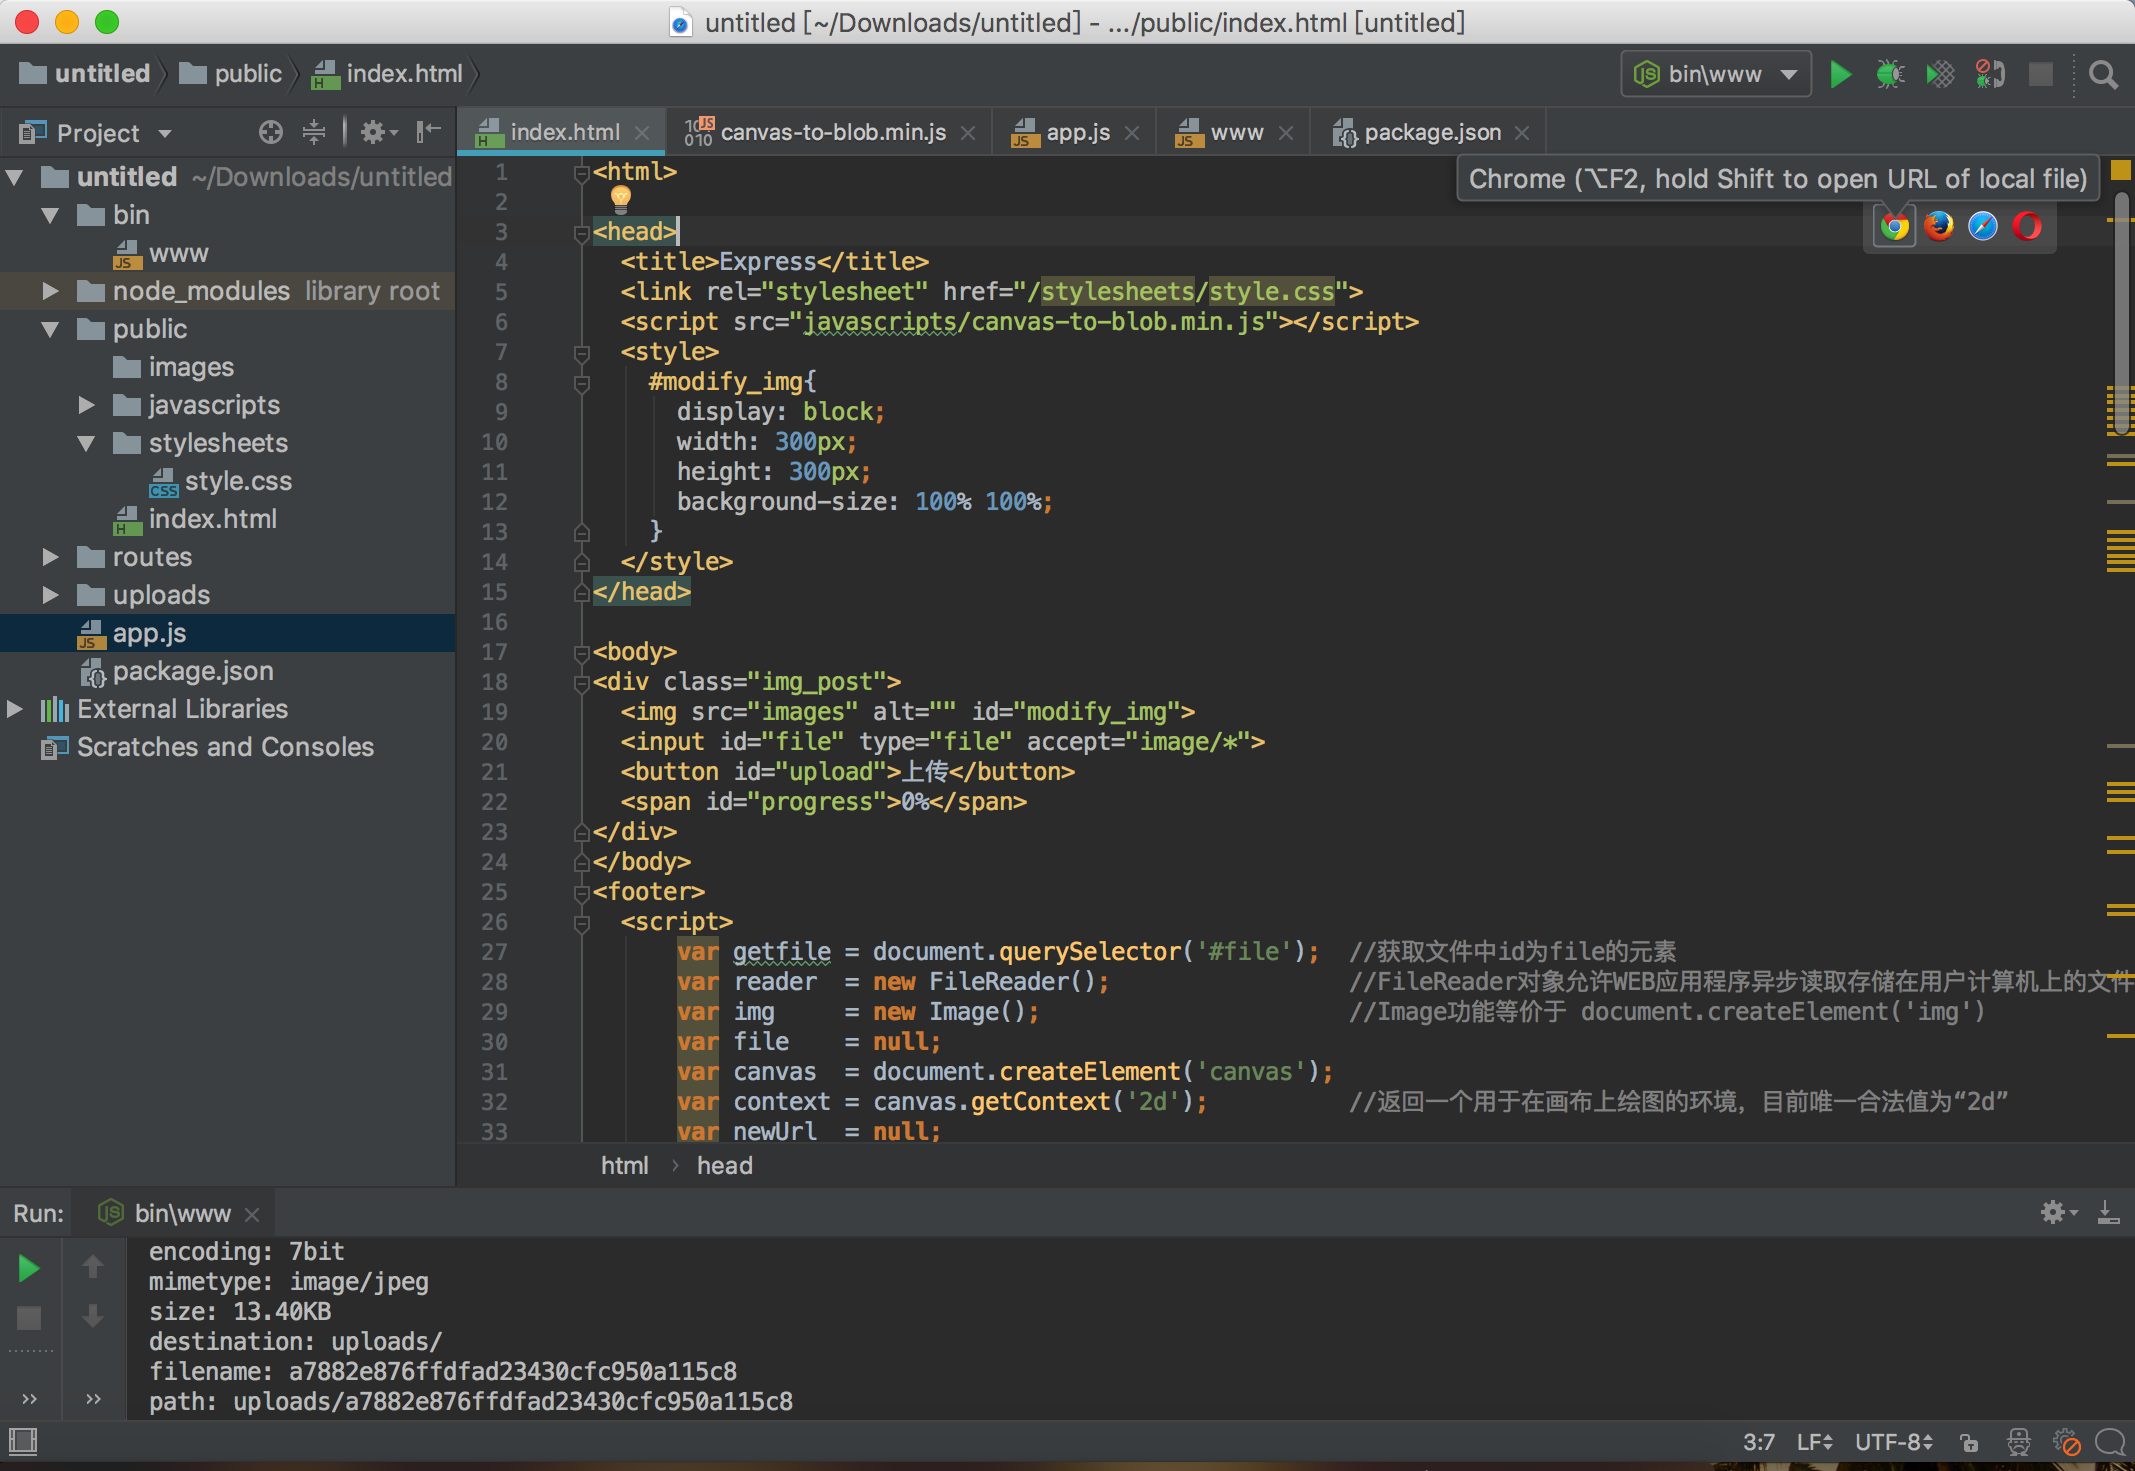 untitled [~/Downloads/untitled] - .../public/index.html [untitled]
untitled public index.html
bin\www
Project
index.html canvas-to-blob.min.js app.js www package.json
Chrome (⌥F2, hold Shift to open URL of local file)
untitled ~/Downloads/untitled
bin
www
node_modules library root
public
images
javascripts
stylesheets
style.css
index.html
routes
uploads
app.js
package.json
External Libraries
Scratches and Consoles
1 <html>
2
3 <head>
4 <title>Express</title>
5 <link rel="stylesheet" href="/stylesheets/style.css">
6 <script src="javascripts/canvas-to-blob.min.js"></script>
7 <style>
8 #modify_img{
9 display: block;
10 width: 300px;
11 height: 300px;
12 background-size: 100% 100%;
13 }
14 </style>
15 </head>
16
17 <body>
18 <div class="img_post">
19 <img src="images" alt="" id="modify_img">
20 <input id="file" type="file" accept="image/*">
21 <button id="upload">上传</button>
22 <span id="progress">0%</span>
23 </div>
24 </body>
25 <footer>
26 <script>
27 var getfile = document.querySelector('#file'); //获取文件中id为file的元素
28 var reader = new FileReader(); //FileReader对象允许WEB应用程序异步读取存储在用户计算机上的文件
29 var img = new Image(); //Image功能等价于 document.createElement('img')
30 var file = null;
31 var canvas = document.createElement('canvas');
32 var context = canvas.getContext('2d'); //返回一个用于在画布上绘图的环境, 目前唯一合法值为“2d”
33 var newUrl = null;
html › head
Run: bin\www
encoding: 7bit
mimetype: image/jpeg
size: 13.40KB
destination: uploads/
filename: a7882e876ffdfad23430cfc950a115c8
path: uploads/a7882e876ffdfad23430cfc950a115c8
3:7 LF UTF-8